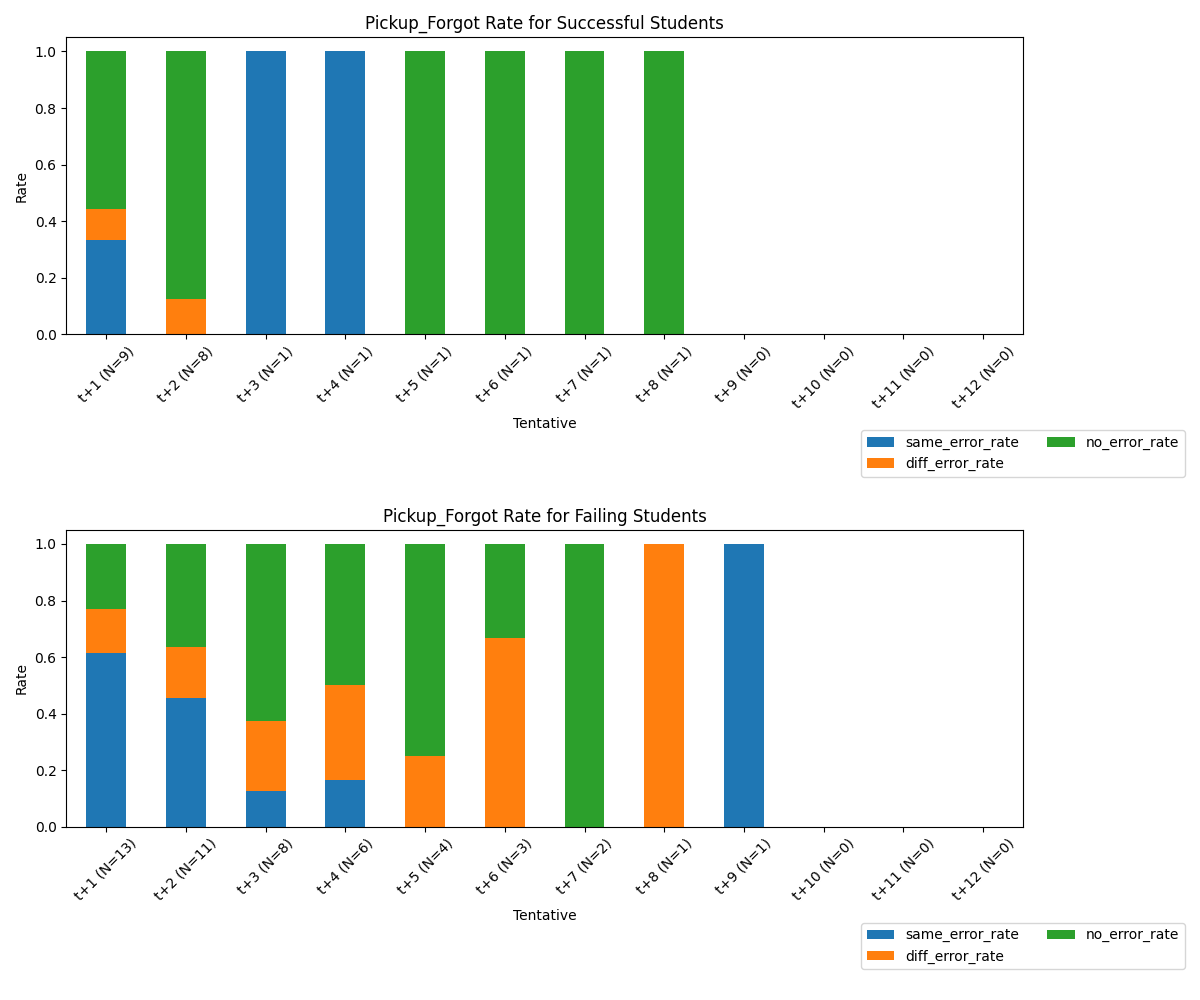 Pickup_Forgot Rate for Successful Students
1.0
0.8
0.6
0.4
0.2
0.0
Rate
t+1 (N=9)
t+2 (N=8)
t+3 (N=1)
t+4 (N=1)
t+5 (N=1)
t+6 (N=1)
t+7 (N=1)
t+8 (N=1)
t+9 (N=0)
t+10 (N=0)
t+11 (N=0)
t+12 (N=0)
Tentative
same_error_rate
diff_error_rate
no_error_rate
Pickup_Forgot Rate for Failing Students
1.0
0.8
0.6
0.4
0.2
0.0
Rate
t+1 (N=13)
t+2 (N=11)
t+3 (N=8)
t+4 (N=6)
t+5 (N=4)
t+6 (N=3)
t+7 (N=2)
t+8 (N=1)
t+9 (N=1)
t+10 (N=0)
t+11 (N=0)
t+12 (N=0)
Tentative
same_error_rate
diff_error_rate
no_error_rate